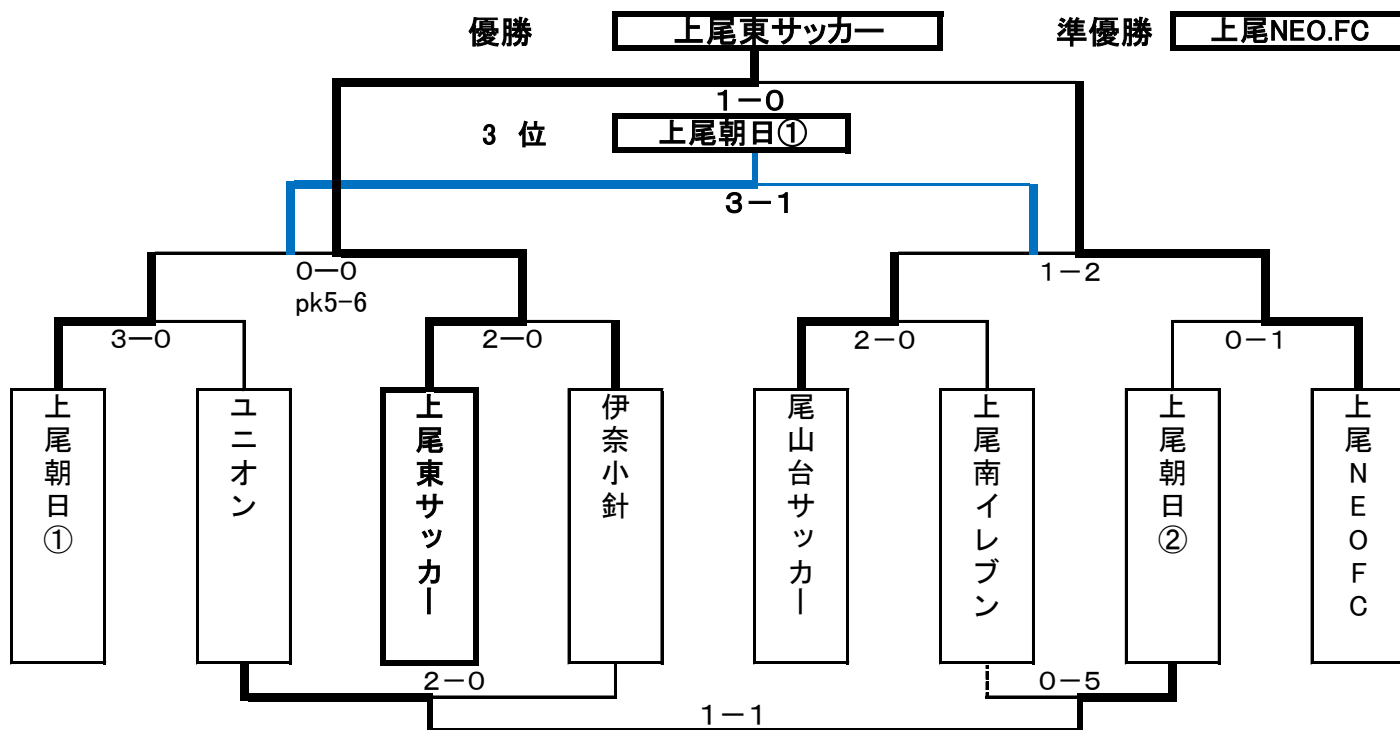 優勝 上尾東サッカー 準優勝 上尾NEO.FC
1－0
3 位 上尾朝日①
3－1
0－0 1－2
pk5-6
3－0 2－0 2－0 0－1
上尾朝日①
ユニオン
上尾東サッカー
伊奈小針
尾山台サッカー
上尾南イレブン
上尾朝日②
上尾NEOFC
2－0 0－5
1－1